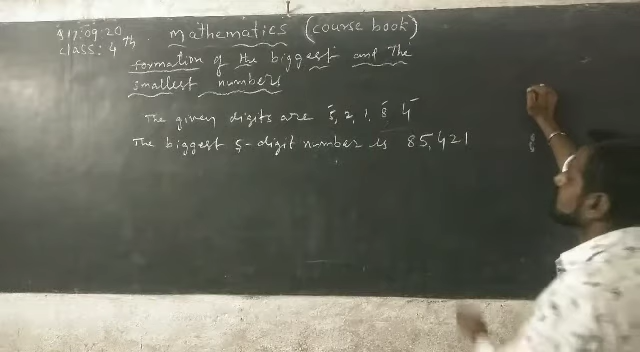 17:09:20
class: 4th
Mathematics (course book)
formation of the biggest and The
smallest numbers
The given digits are 5, 2, 1, 8, 4
The biggest 5-digit number is 85,421